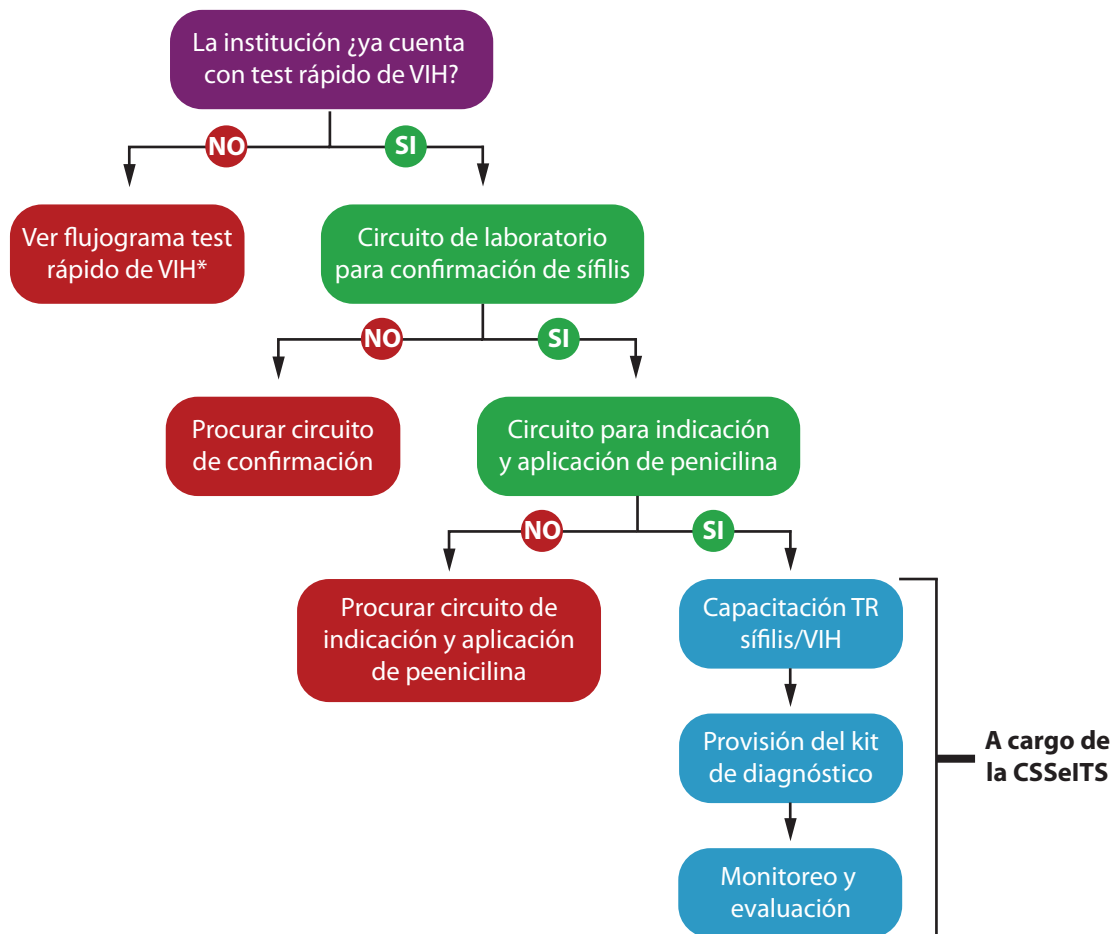 La institución ¿ya cuenta
con test rápido de VIH?
NO
SI
Ver flujograma test
rápido de VIH*
Circuito de laboratorio
para confirmación de sífilis
NO
SI
Procurar circuito
de confirmación
Circuito para indicación
y aplicación de penicilina
NO
SI
Procurar circuito de
indicación y aplicación
de peenicilina
Capacitación TR
sífilis/VIH
Provisión del kit
de diagnóstico
A cargo de
la CSSeITS
Monitoreo y
evaluación